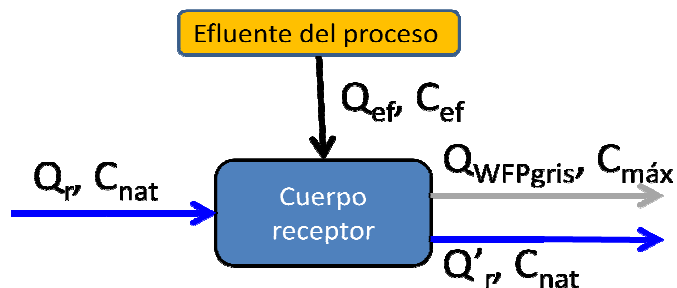 Efluente del proceso
Qef, Cef
Qr, Cnat
QWFPgris, Cmáx
Cuerpo
receptor
Q’r, Cnat